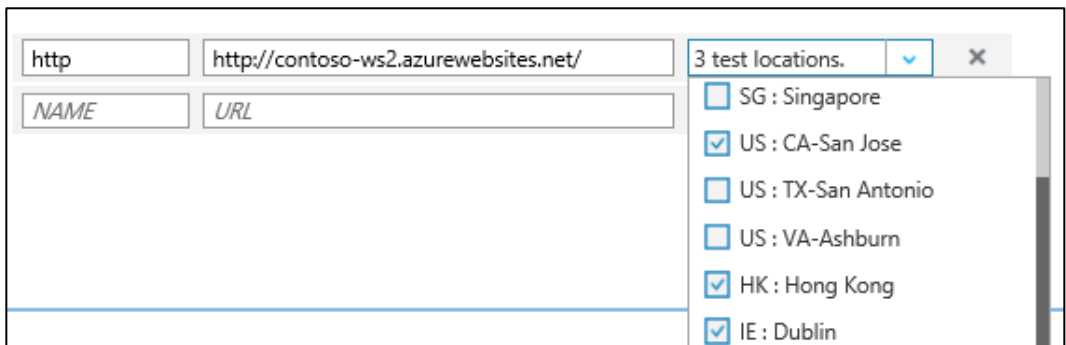 http http://contoso-ws2.azurewebsites.net/ 3 test locations.
NAME URL
SG : Singapore
US : CA-San Jose
US : TX-San Antonio
US : VA-Ashburn
HK : Hong Kong
IE : Dublin